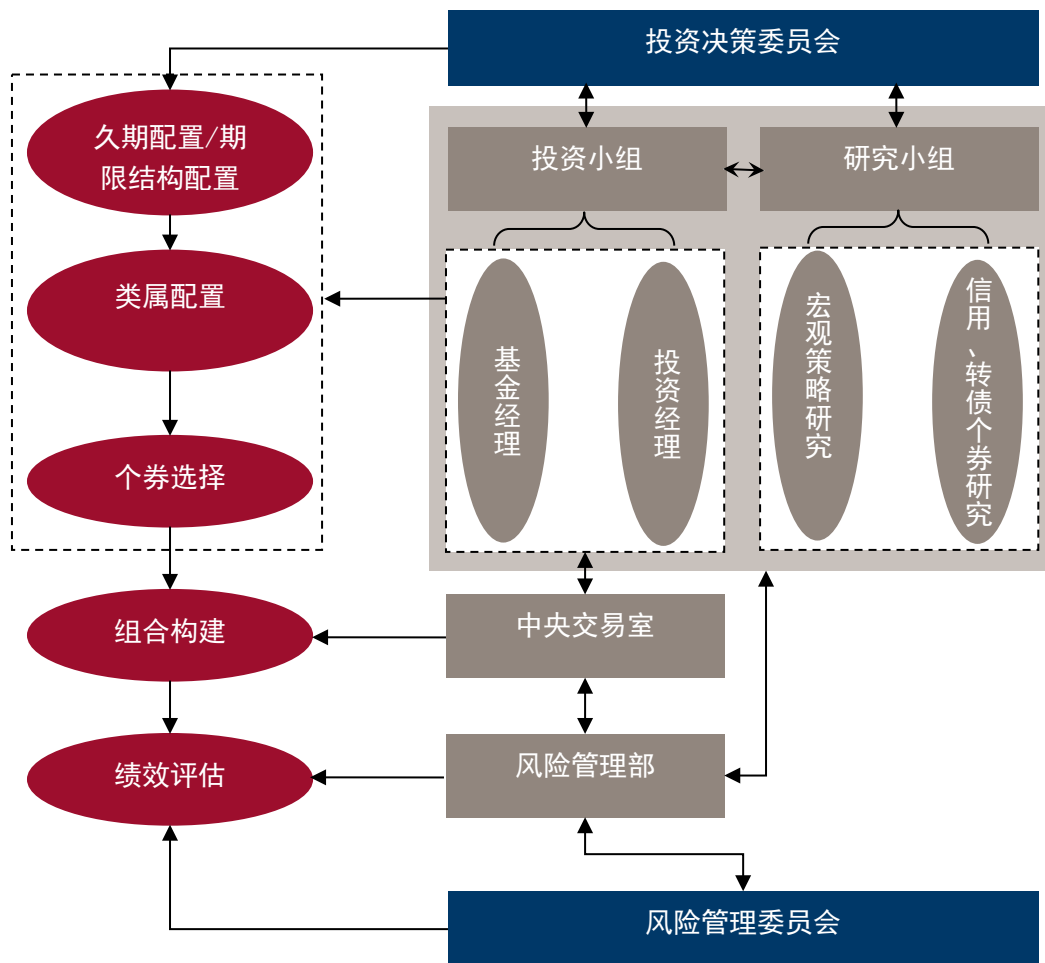 投资决策委员会
久期配置/期
限结构配置
投资小组
研究小组
类属配置
基金经理
投资经理
宏观策略研究
信用、转债个券研究
个券选择
组合构建
中央交易室
绩效评估
风险管理部
风险管理委员会